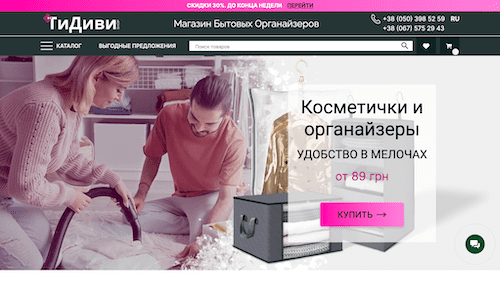 СКИДКИ 30%. ДО КОНЦА НЕДЕЛИ ПЕРЕЙТИ
ТиДиви
Магазин Бытовых Органайзеров
+38 (050) 398 52 59 RU
+38 (067) 575 29 43
КАТАЛОГ ВЫГОДНЫЕ ПРЕДЛОЖЕНИЯ Поиск товаров
Косметички и
органайзеры
УДОБСТВО В МЕЛОЧАХ
от 89 грн
КУПИТЬ